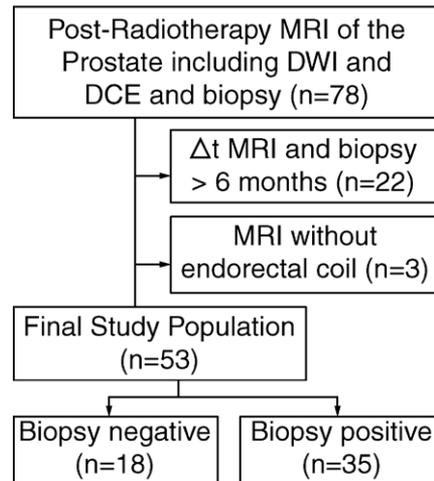 Post-Radiotherapy MRI of the
Prostate including DWI and
DCE and biopsy (n=78)
Δt MRI and biopsy
> 6 months (n=22)
MRI without
endorectal coil (n=3)
Final Study Population
(n=53)
Biopsy negative
(n=18)
Biopsy positive
(n=35)